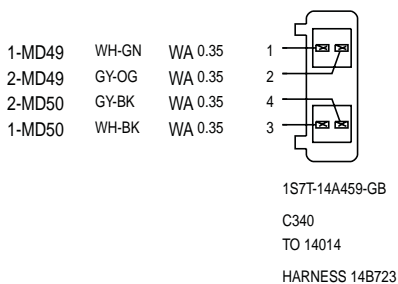 1-MD49 WH-GN WA 0.35 1
2-MD49 GY-OG WA 0.35 2
2-MD50 GY-BK WA 0.35 4
1-MD50 WH-BK WA 0.35 3
1S7T-14A459-GB
C340
TO 14014
HARNESS 14B723